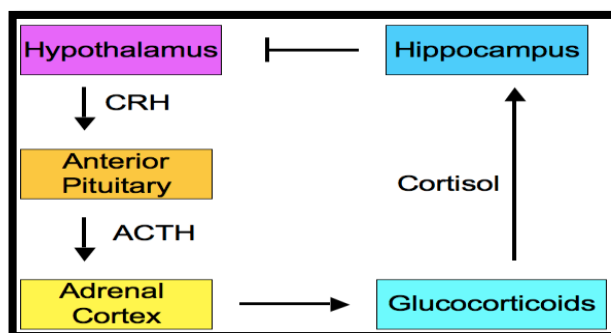 Hypothalamus
Hippocampus
CRH
Anterior
Pituitary
Cortisol
ACTH
Adrenal
Cortex
Glucocorticoids